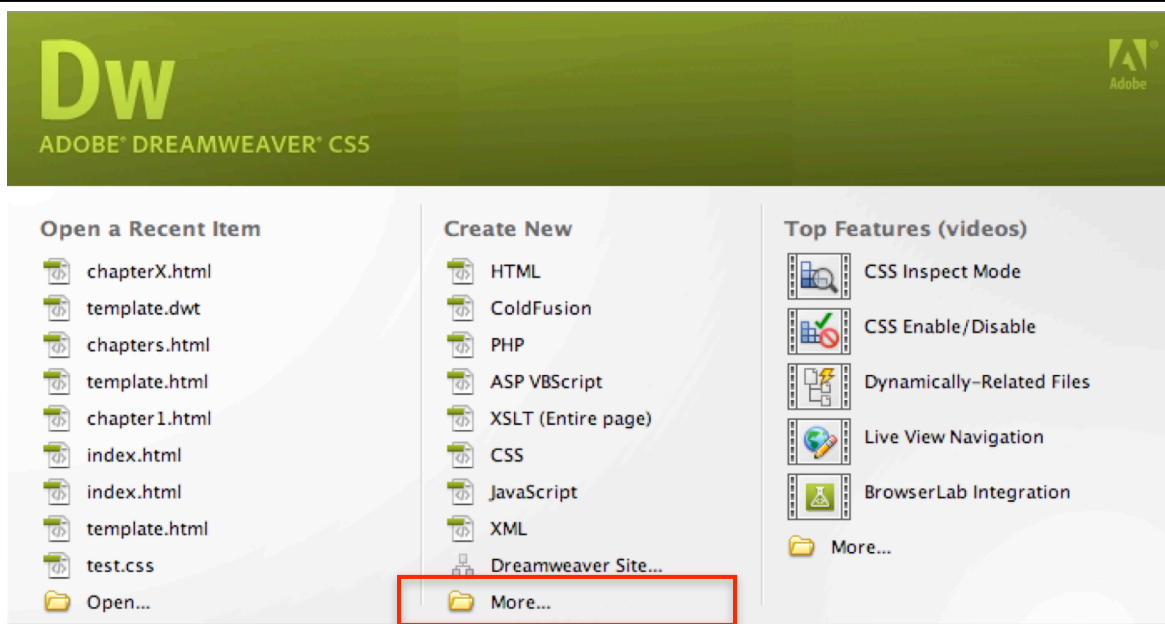 Dw
Adobe
ADOBE® DREAMWEAVER® CS5
Open a Recent Item
chapterX.html
template.dwt
chapters.html
template.html
chapter1.html
index.html
index.html
template.html
test.css
Open...
Create New
HTML
ColdFusion
PHP
ASP VBScript
XSLT (Entire page)
CSS
JavaScript
XML
Dreamweaver Site...
More...
Top Features (videos)
CSS Inspect Mode
CSS Enable/Disable
Dynamically-Related Files
Live View Navigation
BrowserLab Integration
More...